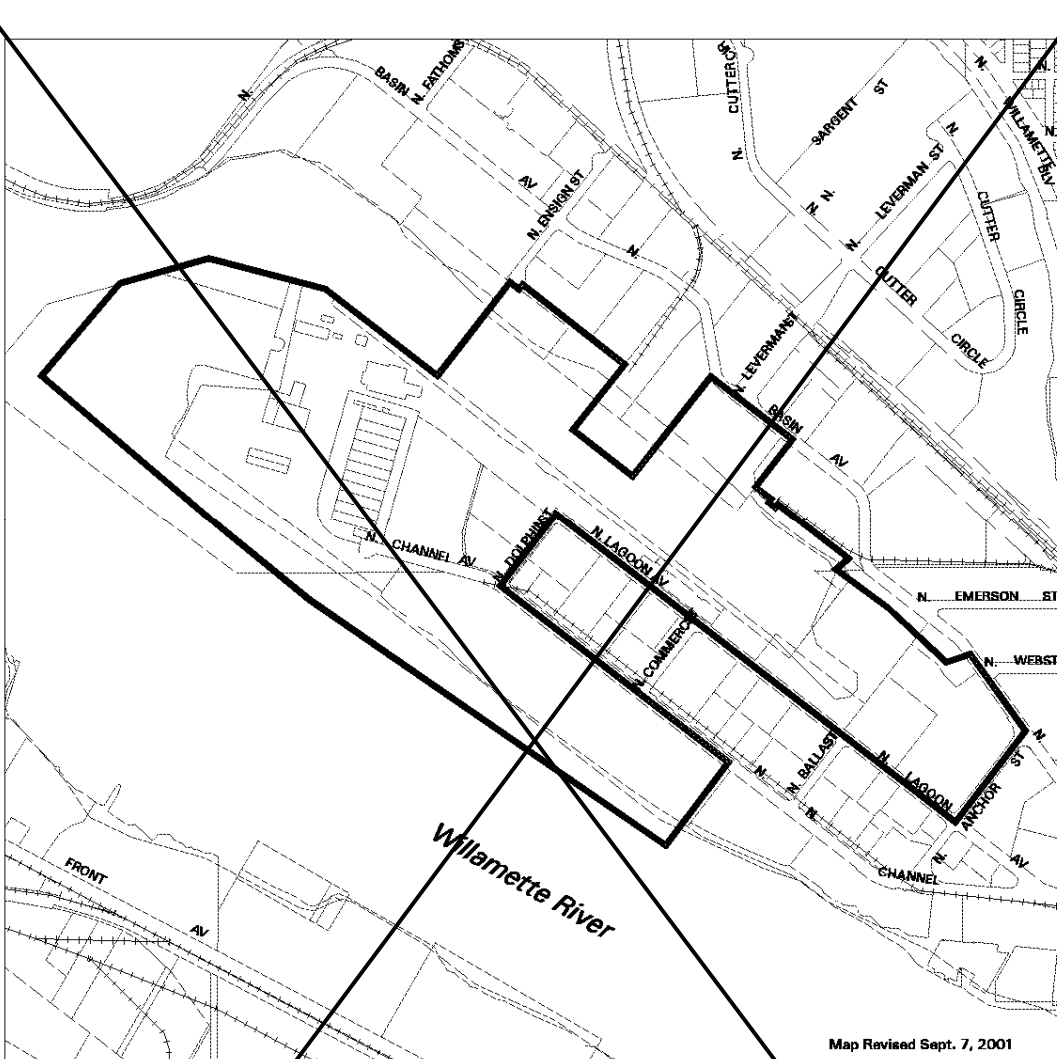 N. FATHOMS
BASIN
AV
N.
N. ENSIGN ST
N.
CUTTER
N.
SARGENT ST
N.
N.
LEVERMAN ST
N.
N.
CUTTER
CIRCLE
N.
WILLAMETTE
BLV
N.
N.
CUTTER
CIRCLE
N. LEVERMAN ST
BASIN
AV
N. CHANNEL AV
N. DOLPHIN ST
N. LAGOON AV
N. COMMERCE
N. EMERSON ST
N. WEBST
N.
N. BALLAST
N.
N.
N. LAGOON
AV
N. ANCHOR ST
N.
CHANNEL
Willamette River
FRONT
AV
Map Revised Sept. 7, 2001